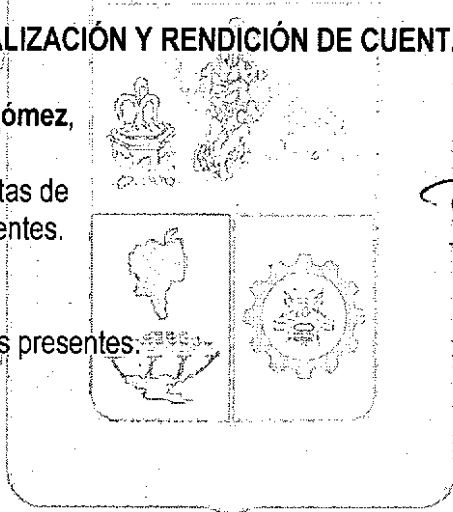 ALIZACIÓN Y RENDICIÓN DE CUENT
ómez,
tas de
entes.
s presentes.